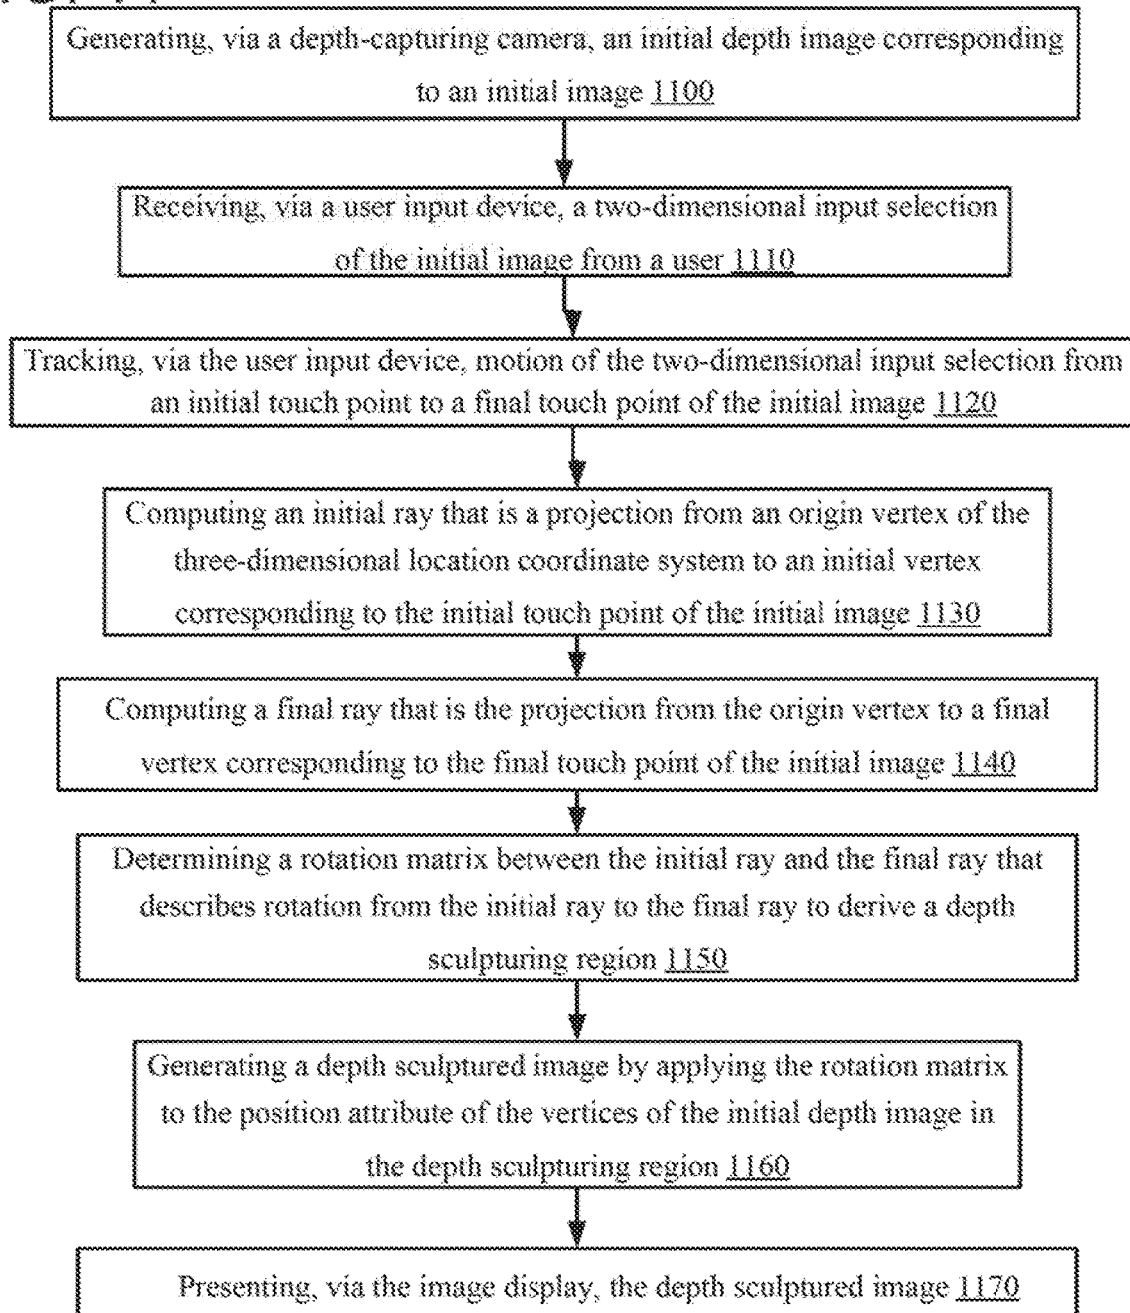 Generating, via a depth-capturing camera, an initial depth image corresponding
to an initial image 1100
Receiving, via a user input device, a two-dimensional input selection
of the initial image from a user 1110
Tracking, via the user input device, motion of the two-dimensional input selection from
an initial touch point to a final touch point of the initial image 1120
Computing an initial ray that is a projection from an origin vertex of the
three-dimensional location coordinate system to an initial vertex
corresponding to the initial touch point of the initial image 1130
Computing a final ray that is the projection from the origin vertex to a final
vertex corresponding to the final touch point of the initial image 1140
Determining a rotation matrix between the initial ray and the final ray that
describes rotation from the initial ray to the final ray to derive a depth
sculpturing region 1150
Generating a depth sculptured image by applying the rotation matrix
to the position attribute of the vertices of the initial depth image in
the depth sculpturing region 1160
Presenting, via the image display, the depth sculptured image 1170